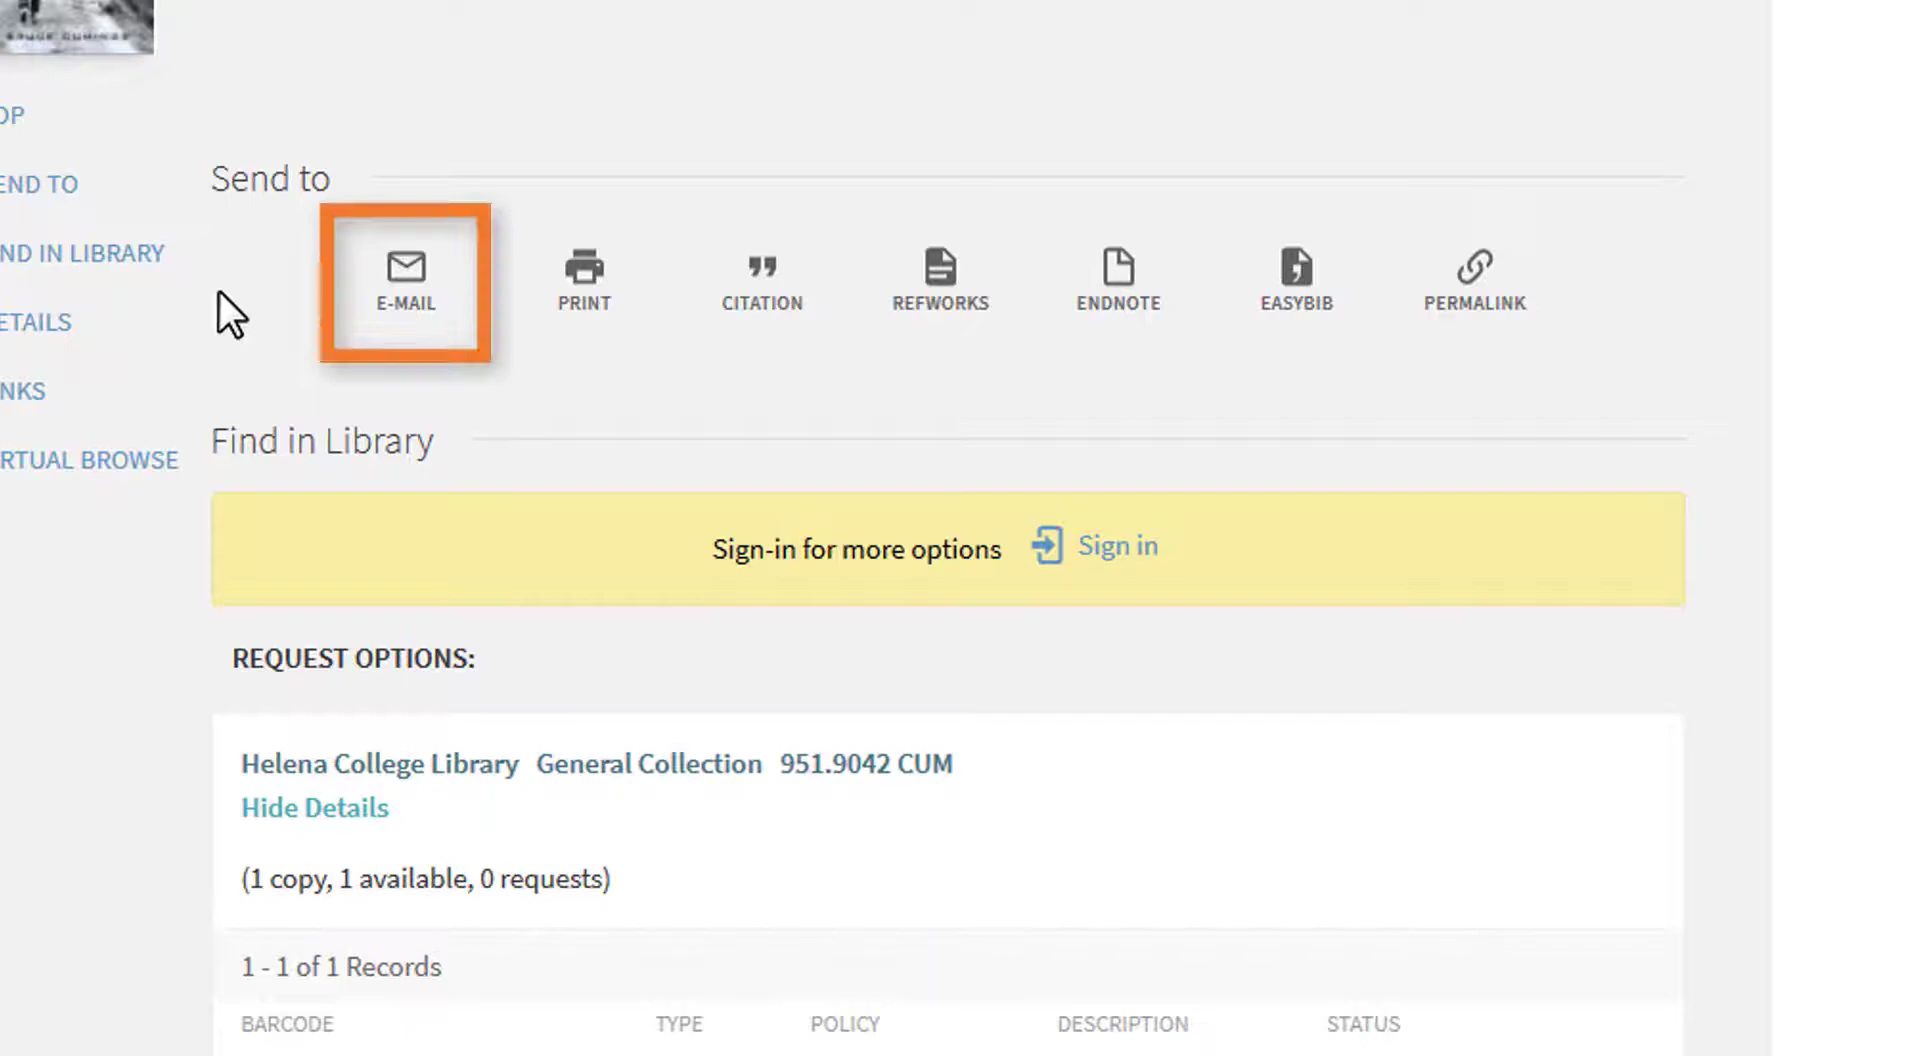 BRUCE CUMINGS
OP
END TO
ND IN LIBRARY
ETAILS
NKS
RTUAL BROWSE
Send to
E-MAIL
PRINT
CITATION
REFWORKS
ENDNOTE
EASYBIB
PERMALINK
Find in Library
Sign-in for more options Sign in
REQUEST OPTIONS:
Helena College Library General Collection 951.9042 CUM
Hide Details
(1 copy, 1 available, 0 requests)
1 - 1 of 1 Records
BARCODE TYPE POLICY DESCRIPTION STATUS